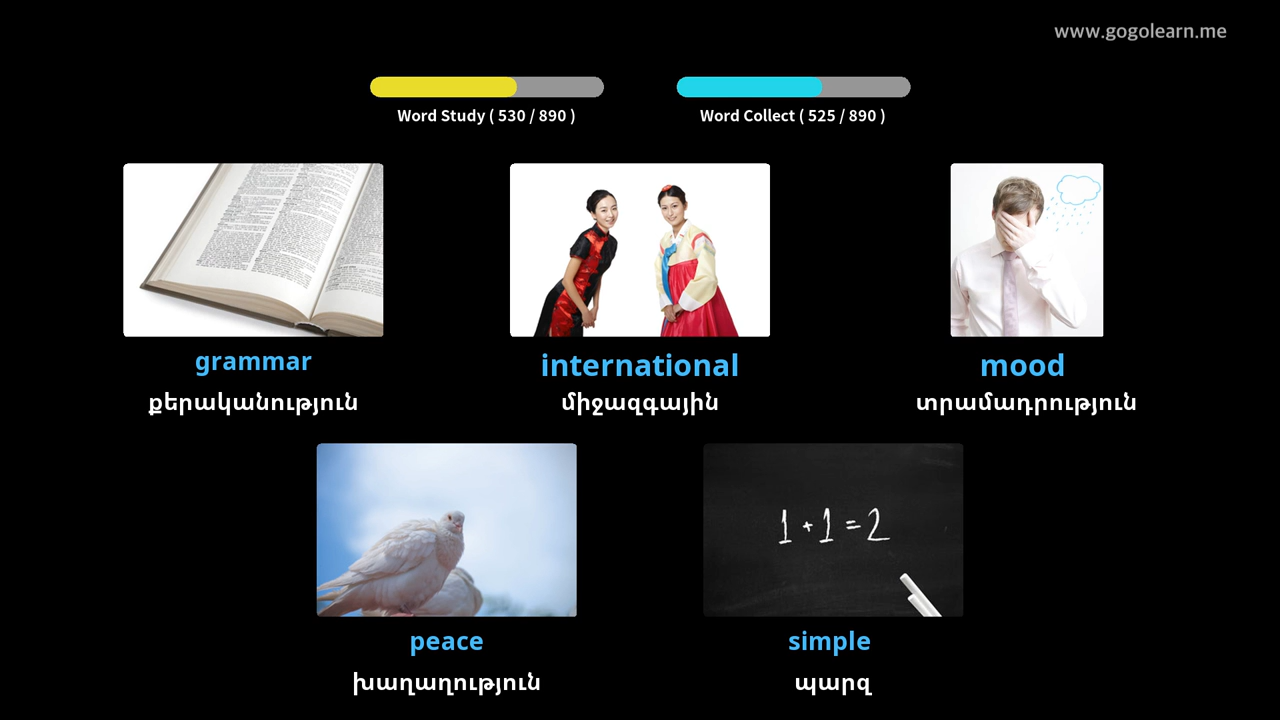 www.gogolearn.me
Word Study ( 530 / 890 )
Word Collect ( 525 / 890 )
grammar
international
mood
քերականություն
միջազգային
տրամադրություն
1 + 1 = 2
peace
simple
խաղաղություն
պարզ